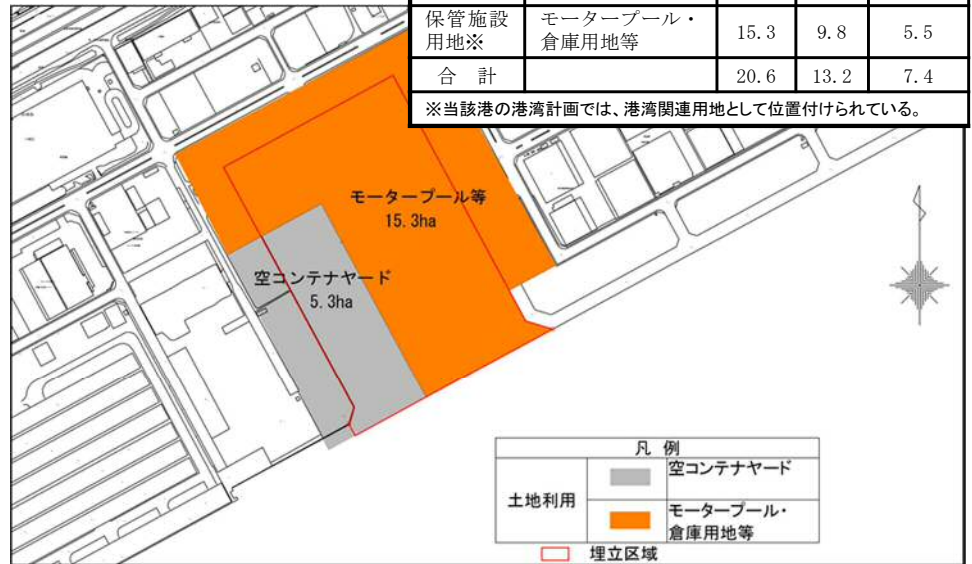 保管施設用地※ モータープール・倉庫用地等 15.3 9.8 5.5
合 計 20.6 13.2 7.4
※当該港の港湾計画では、港湾関連用地として位置付けられている。
モータープール等
15.3ha
空コンテナヤード
5.3ha
凡 例
土地利用
空コンテナヤード
モータープール・
倉庫用地等
埋立区域